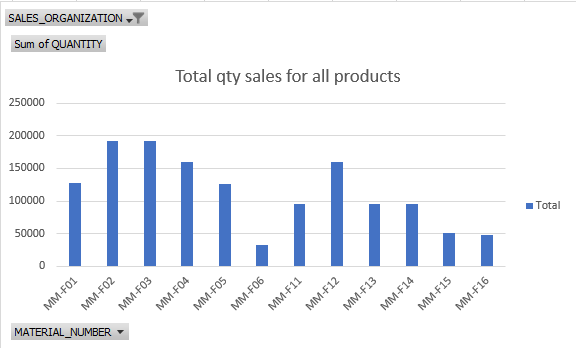 SALES_ORGANIZATION
Sum of QUANTITY
Total qty sales for all products
250000
200000
150000
100000
50000
0
MM-F01
MM-F02
MM-F03
MM-F04
MM-F05
MM-F06
MM-F11
MM-F12
MM-F13
MM-F14
MM-F15
MM-F16
Total
MATERIAL_NUMBER